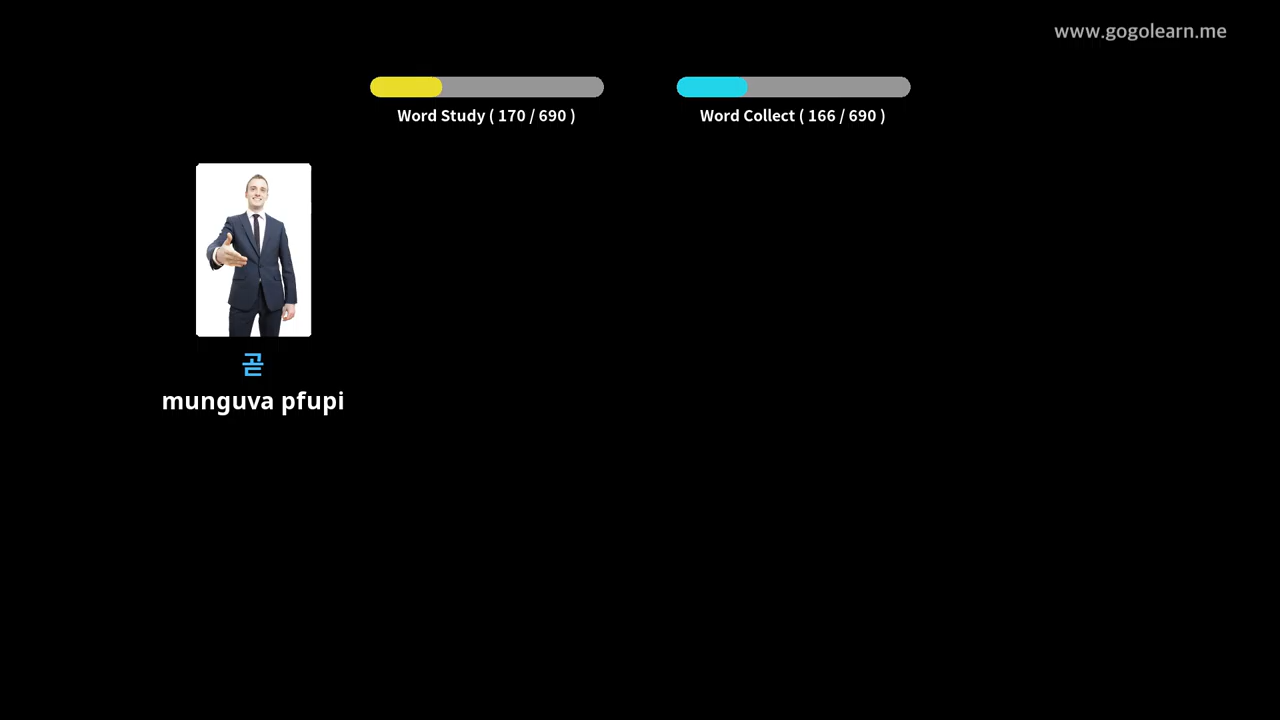 www.gogolearn.me
Word Study ( 170 / 690 )
Word Collect ( 166 / 690 )
곧
munguva pfupi